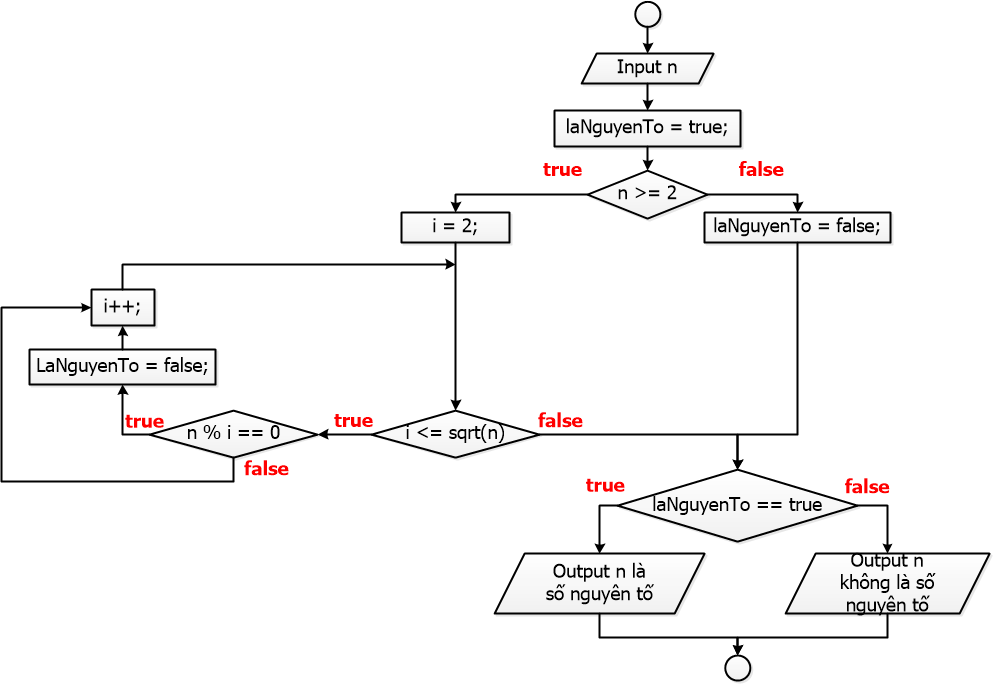 Input n
laNguyenTo = true;
true
false
n >= 2
i = 2;
laNguyenTo = false;
i++;
LaNguyenTo = false;
true
n % i == 0
true
i <= sqrt(n)
false
false
true
laNguyenTo == true
false
Output n là
số nguyên tố
Output n
không là số
nguyên tố